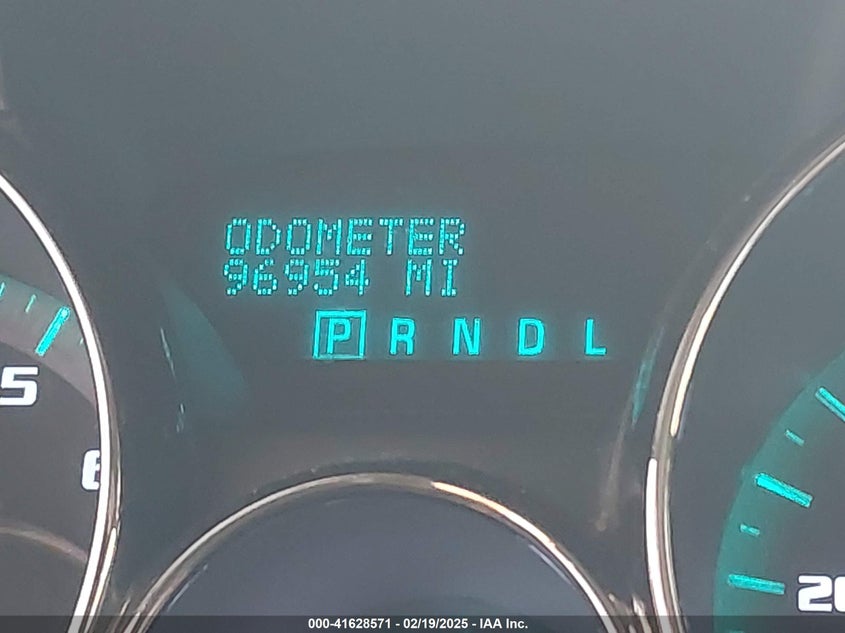 ODOMETER
96954 MI
P R N D L
5
6
20
000-41628571 - 02/19/2025 - IAA Inc.